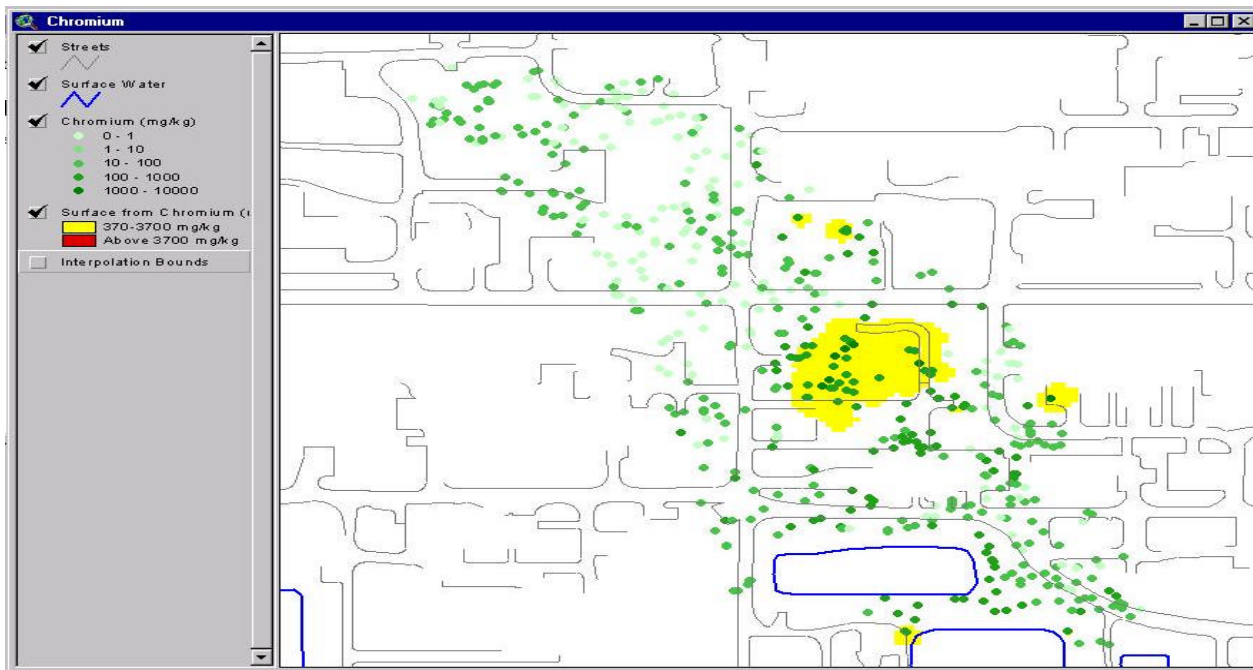 Chromium
Streets
Surface Water
Chromium (mg/kg)
0 - 1
1 - 10
10 - 100
100 - 1000
1000 - 10000
Surface from Chromium (
370-3700 mg/kg
Above 3700 mg/kg
Interpolation Bounds